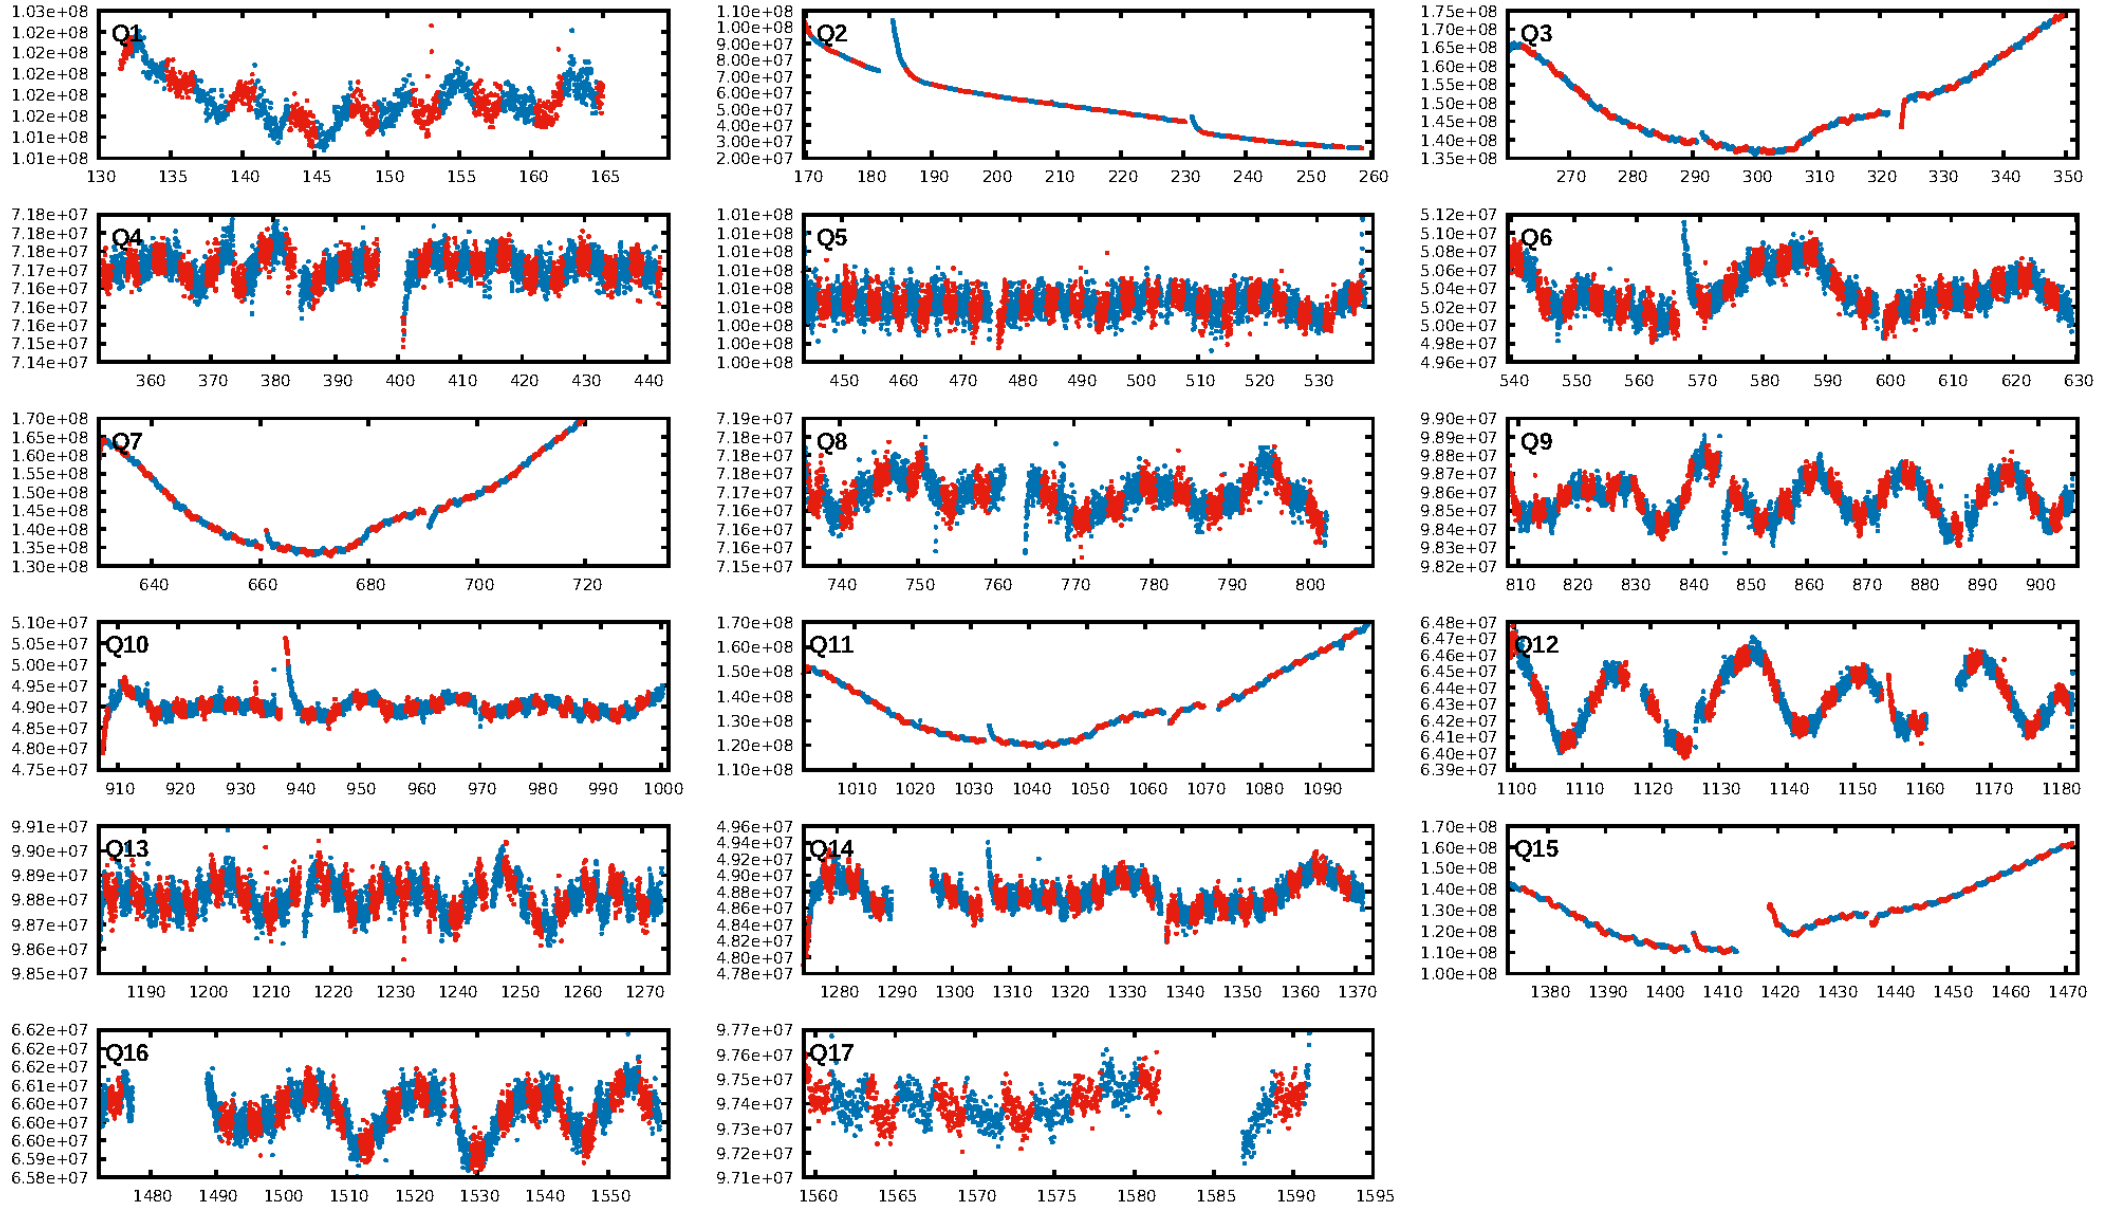 Q1
1.03e+08
1.02e+08
1.02e+08
1.02e+08
1.02e+08
1.02e+08
1.01e+08
1.01e+08
130 135 140 145 150 155 160 165
Q2
1.10e+08
1.00e+08
9.00e+07
8.00e+07
7.00e+07
6.00e+07
5.00e+07
4.00e+07
3.00e+07
2.00e+07
170 180 190 200 210 220 230 240 250 260
Q3
1.75e+08
1.70e+08
1.65e+08
1.60e+08
1.55e+08
1.50e+08
1.45e+08
1.40e+08
1.35e+08
270 280 290 300 310 320 330 340 350
Q4
7.18e+07
7.18e+07
7.17e+07
7.17e+07
7.16e+07
7.16e+07
7.15e+07
7.15e+07
7.14e+07
360 370 380 390 400 410 420 430 440
Q5
1.01e+08
1.01e+08
1.01e+08
1.01e+08
1.01e+08
1.01e+08
1.00e+08
1.00e+08
1.00e+08
450 460 470 480 490 500 510 520 530
Q6
5.12e+07
5.10e+07
5.08e+07
5.06e+07
5.04e+07
5.02e+07
5.00e+07
4.98e+07
4.96e+07
540 550 560 570 580 590 600 610 620 630
Q7
1.70e+08
1.65e+08
1.60e+08
1.55e+08
1.50e+08
1.45e+08
1.40e+08
1.35e+08
1.30e+08
640 660 680 700 720
Q8
7.19e+07
7.18e+07
7.18e+07
7.17e+07
7.17e+07
7.16e+07
7.16e+07
7.15e+07
740 750 760 770 780 790 800
Q9
9.90e+07
9.89e+07
9.88e+07
9.87e+07
9.86e+07
9.85e+07
9.84e+07
9.83e+07
9.82e+07
810 820 830 840 850 860 870 880 890 900
Q10
5.10e+07
5.05e+07
5.00e+07
4.95e+07
4.90e+07
4.85e+07
4.80e+07
4.75e+07
910 920 930 940 950 960 970 980 990 1000
Q11
1.70e+08
1.60e+08
1.50e+08
1.40e+08
1.30e+08
1.20e+08
1.10e+08
1010 1020 1030 1040 1050 1060 1070 1080 1090
Q12
6.48e+07
6.47e+07
6.46e+07
6.45e+07
6.44e+07
6.43e+07
6.42e+07
6.41e+07
6.40e+07
6.39e+07
1100 1110 1120 1130 1140 1150 1160 1170 1180
Q13
9.91e+07
9.90e+07
9.89e+07
9.88e+07
9.87e+07
9.86e+07
9.85e+07
1190 1200 1210 1220 1230 1240 1250 1260 1270
Q14
4.96e+07
4.94e+07
4.92e+07
4.90e+07
4.88e+07
4.86e+07
4.84e+07
4.82e+07
4.80e+07
4.78e+07
1280 1290 1300 1310 1320 1330 1340 1350 1360 1370
Q15
1.70e+08
1.60e+08
1.50e+08
1.40e+08
1.30e+08
1.20e+08
1.10e+08
1.00e+08
1380 1390 1400 1410 1420 1430 1440 1450 1460 1470
Q16
6.62e+07
6.62e+07
6.62e+07
6.61e+07
6.60e+07
6.60e+07
6.60e+07
6.59e+07
6.58e+07
1480 1490 1500 1510 1520 1530 1540 1550
Q17
9.77e+07
9.76e+07
9.75e+07
9.74e+07
9.73e+07
9.72e+07
9.71e+07
1560 1565 1570 1575 1580 1585 1590 1595